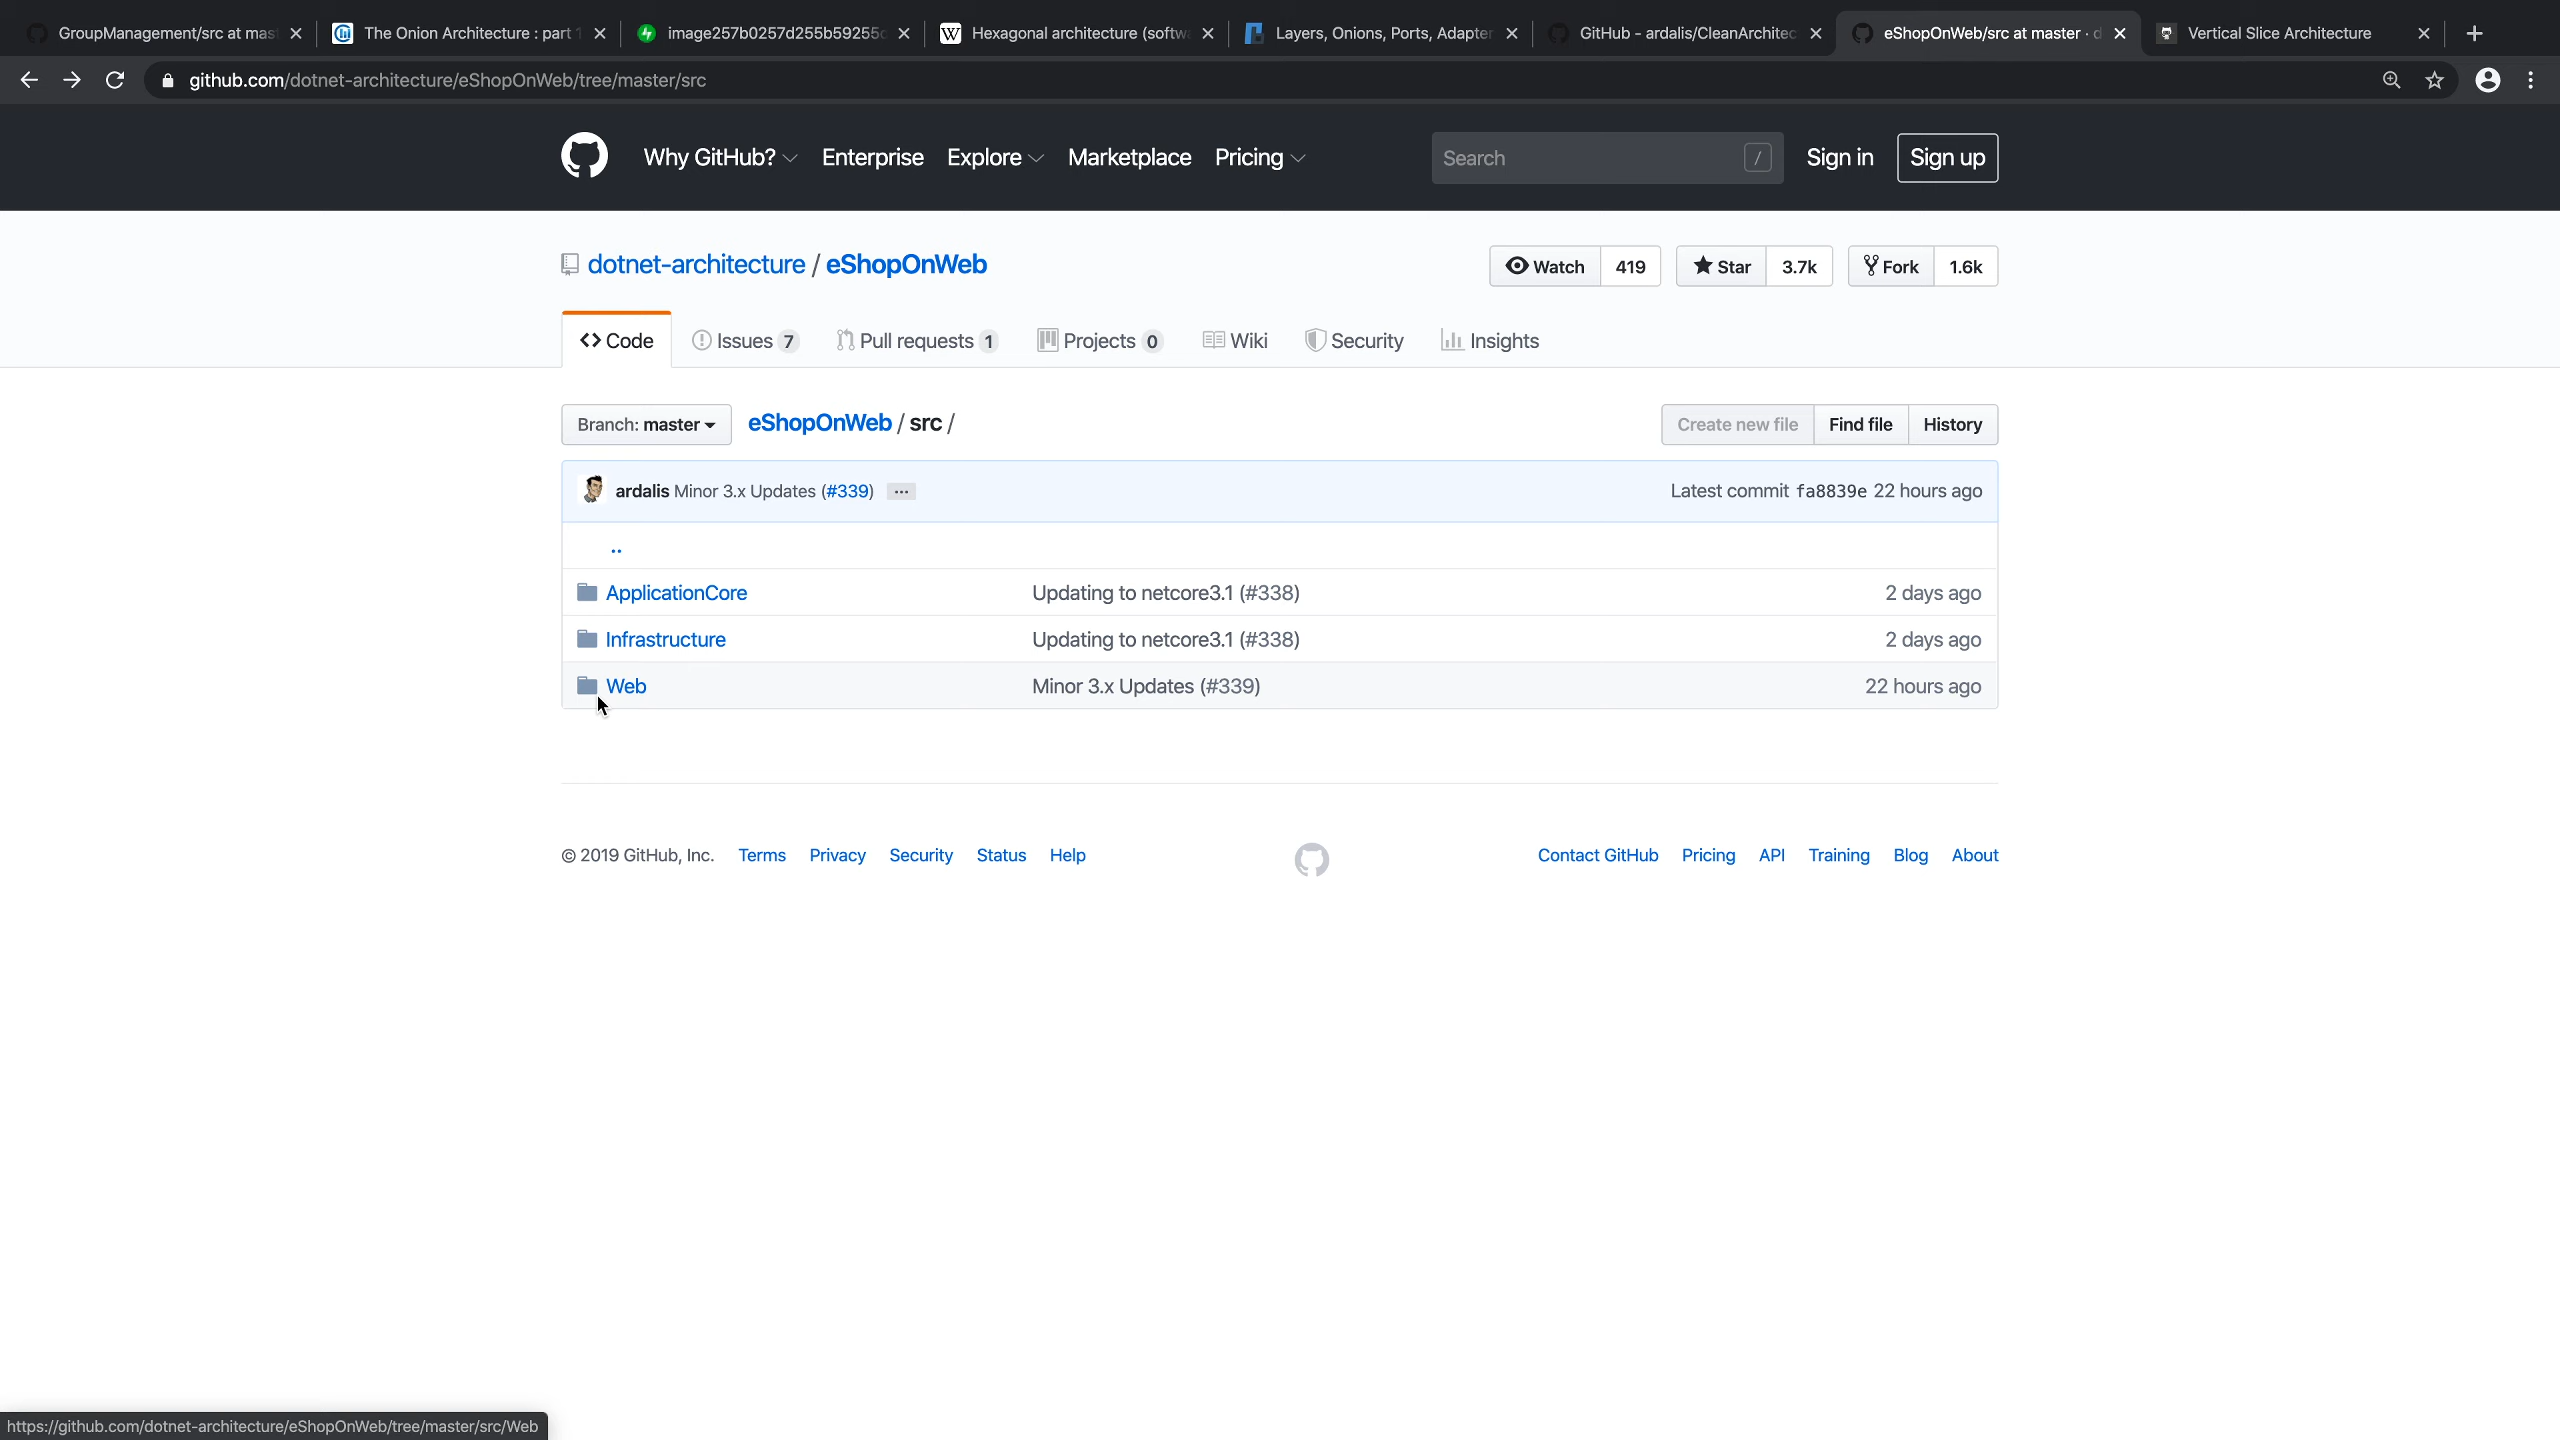 GroupManagement/src at mas
The Onion Architecture : part 1
image257b0257d255b59255
Hexagonal architecture (softwa
Layers, Onions, Ports, Adapter
GitHub - ardalis/CleanArchitec
eShopOnWeb/src at master · d
Vertical Slice Architecture
github.com/dotnet-architecture/eShopOnWeb/tree/master/src
Why GitHub? Enterprise Explore Marketplace Pricing Search / Sign in Sign up
dotnet-architecture / eShopOnWeb Watch 419 Star 3.7k Fork 1.6k
Code Issues 7 Pull requests 1 Projects 0 Wiki Security Insights
Branch: master eShopOnWeb / src / Create new file Find file History
ardalis Minor 3.x Updates (#339) … Latest commit fa8839e 22 hours ago
..
ApplicationCore Updating to netcore3.1 (#338) 2 days ago
Infrastructure Updating to netcore3.1 (#338) 2 days ago
Web Minor 3.x Updates (#339) 22 hours ago
© 2019 GitHub, Inc. Terms Privacy Security Status Help Contact GitHub Pricing API Training Blog About
https://github.com/dotnet-architecture/eShopOnWeb/tree/master/src/Web